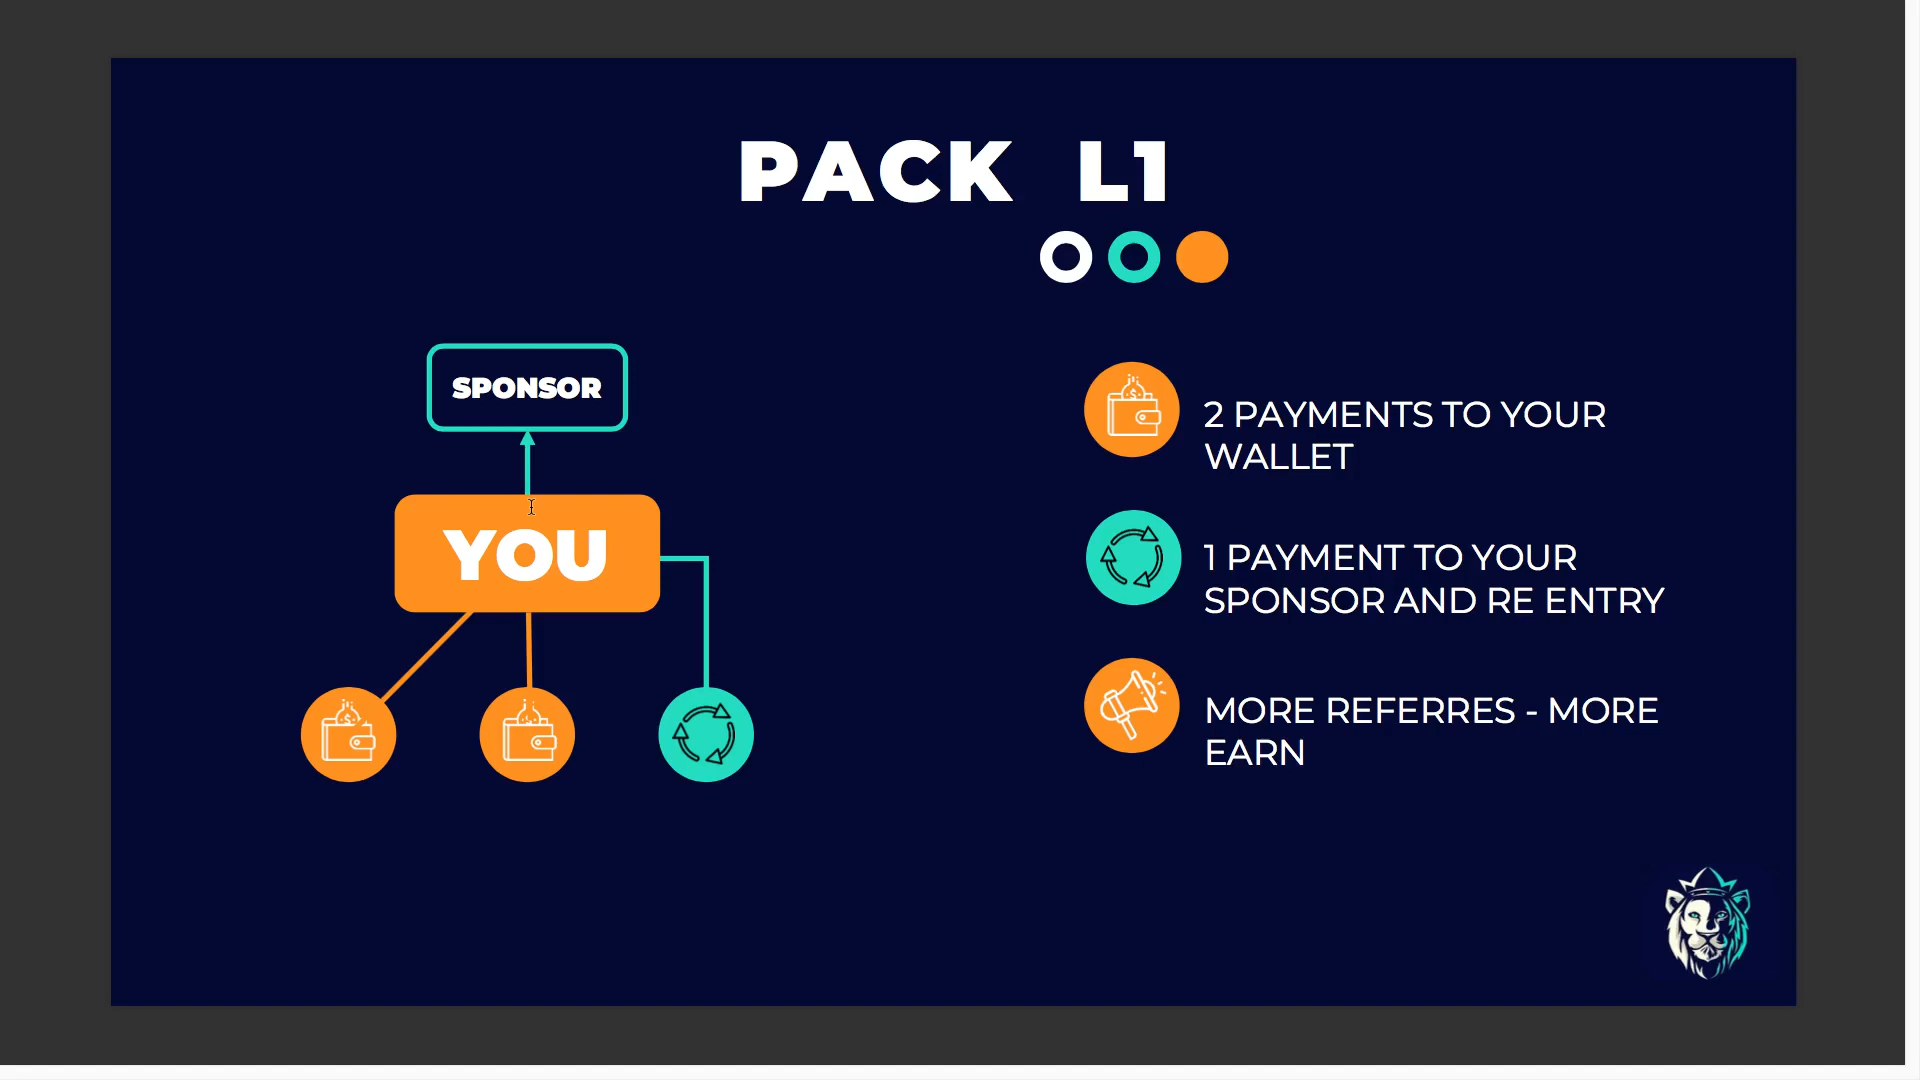 PACK L1
SPONSOR
YOU
2 PAYMENTS TO YOUR
WALLET
1 PAYMENT TO YOUR
SPONSOR AND RE ENTRY
MORE REFERRES - MORE
EARN